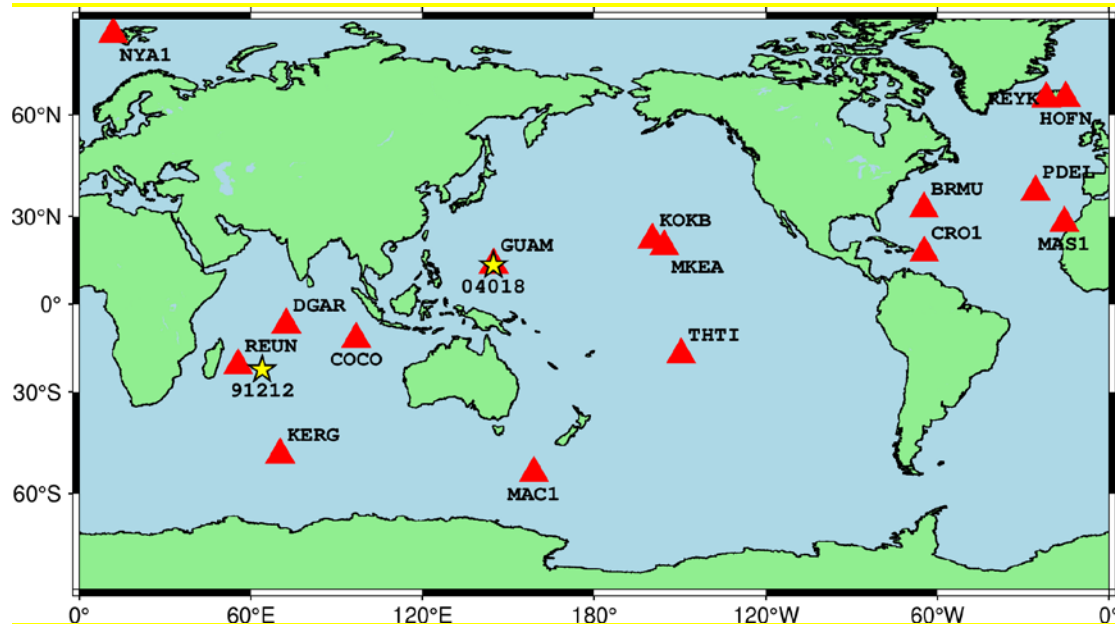 NYA1
REYK
HOFN
60°N
PDEL
BRMU
30°N
KOKB
CRO1
MAS1
GUAM
MKEA
04018
0°
DGAR
THTI
REUN
COCO
91212
30°S
KERG
MAC1
60°S
0°
60°E
120°E
180°
120°W
60°W
0°